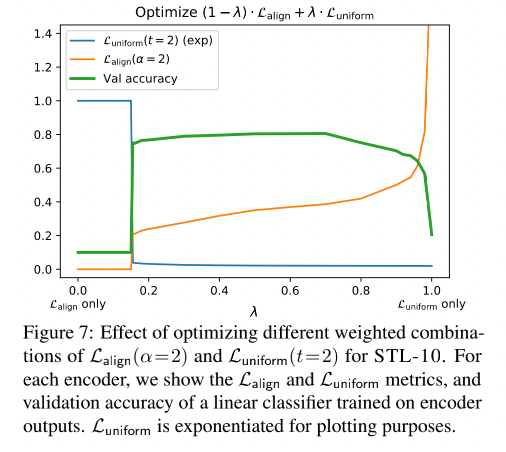 Optimize (1 − λ) · ℒalign + λ · ℒuniform
ℒuniform(t = 2) (exp)
ℒalign(α = 2)
Val accuracy
1.4
1.2
1.0
0.8
0.6
0.4
0.2
0.0
0.0 0.2 0.4 0.6 0.8 1.0
ℒalign only ℒuniform only
λ
Figure 7: Effect of optimizing different weighted combina-
tions of ℒalign(α=2) and ℒuniform(t=2) for STL-10. For
each encoder, we show the ℒalign and ℒuniform metrics, and
validation accuracy of a linear classifier trained on encoder
outputs. ℒuniform is exponentiated for plotting purposes.